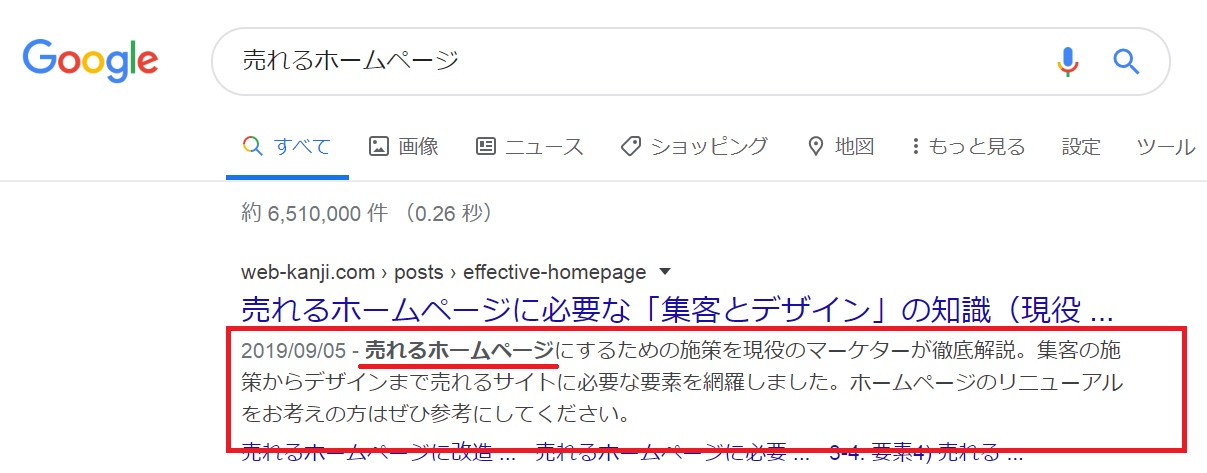 Google
売れるホームページ
すべて 画像 ニュース ショッピング 地図 もっと見る 設定 ツール
約 6,510,000 件 (0.26 秒)
web-kanji.com › posts › effective-homepage
売れるホームページに必要な「集客とデザイン」の知識(現役 ...
2019/09/05 - 売れるホームページにするための施策を現役のマーケターが徹底解説。集客の施
策からデザインまで売れるサイトに必要な要素を網羅しました。ホームページのリニューアル
をお考えの方はぜひ参考にしてください。
売れるホームページに改造 ... 売れるホームページに必要 ... 3-4. 要素4) 売れる ...